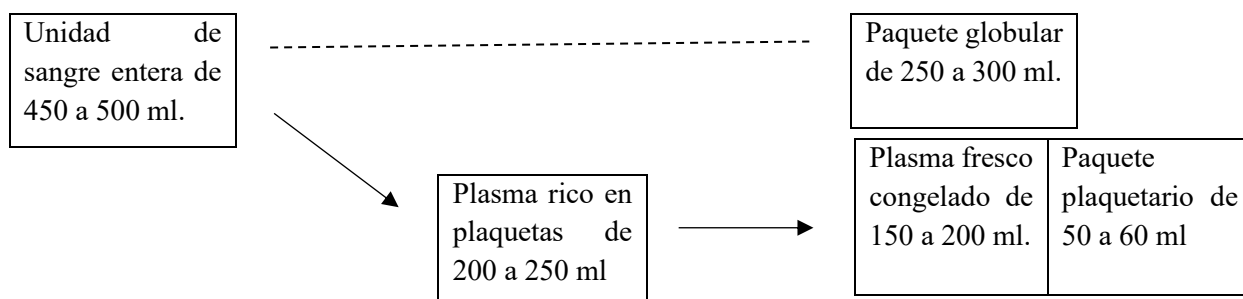 Unidad de
sangre entera de
450 a 500 ml.
Paquete globular
de 250 a 300 ml.
Plasma rico en
plaquetas de
200 a 250 ml
Plasma fresco
congelado de
150 a 200 ml.
Paquete
plaquetario de
50 a 60 ml